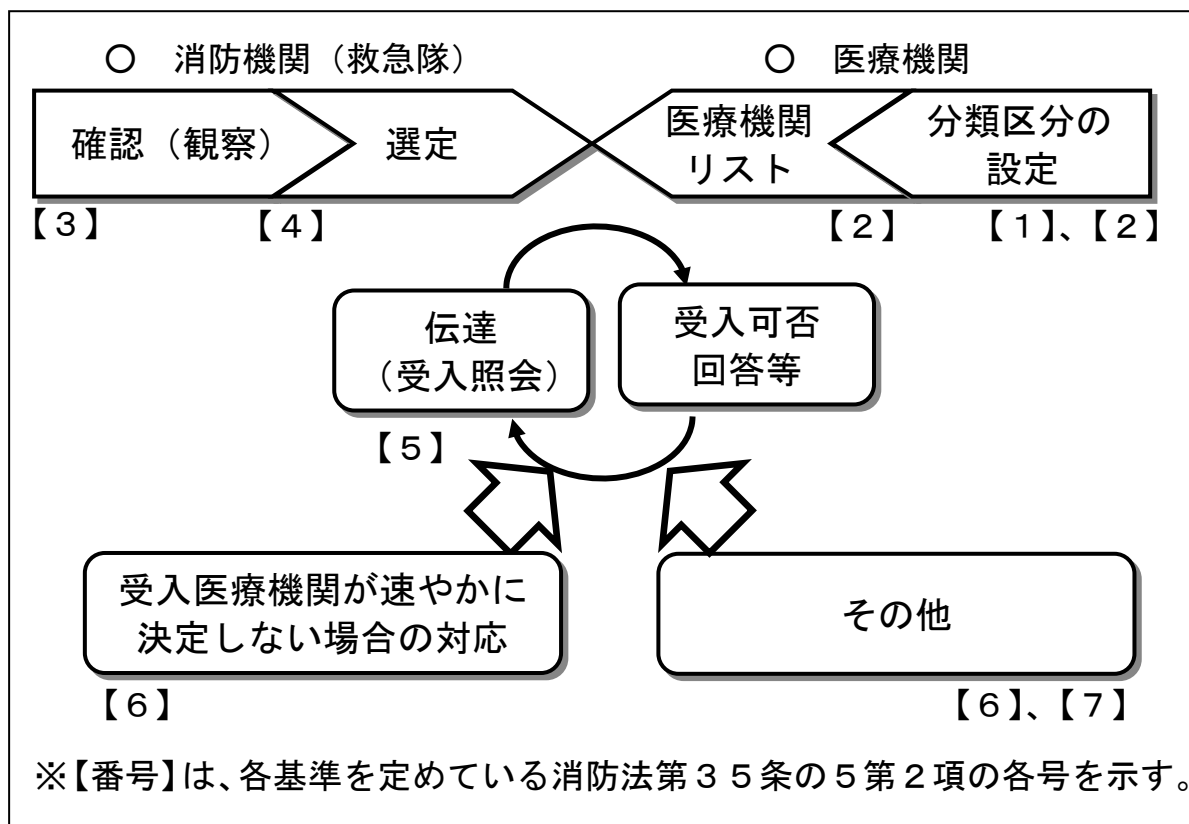 ○ 消防機関（救急隊） ○ 医療機関
確認（観察） 選定 医療機関
リスト 分類区分の
設定
【３】 【４】 【２】 【１】、【２】
伝達
（受入照会）
受入可否
回答等
【５】
受入医療機関が速やかに
決定しない場合の対応
その他
【６】 【６】、【７】
※【番号】は、各基準を定めている消防法第３５条の５第２項の各号を示す。